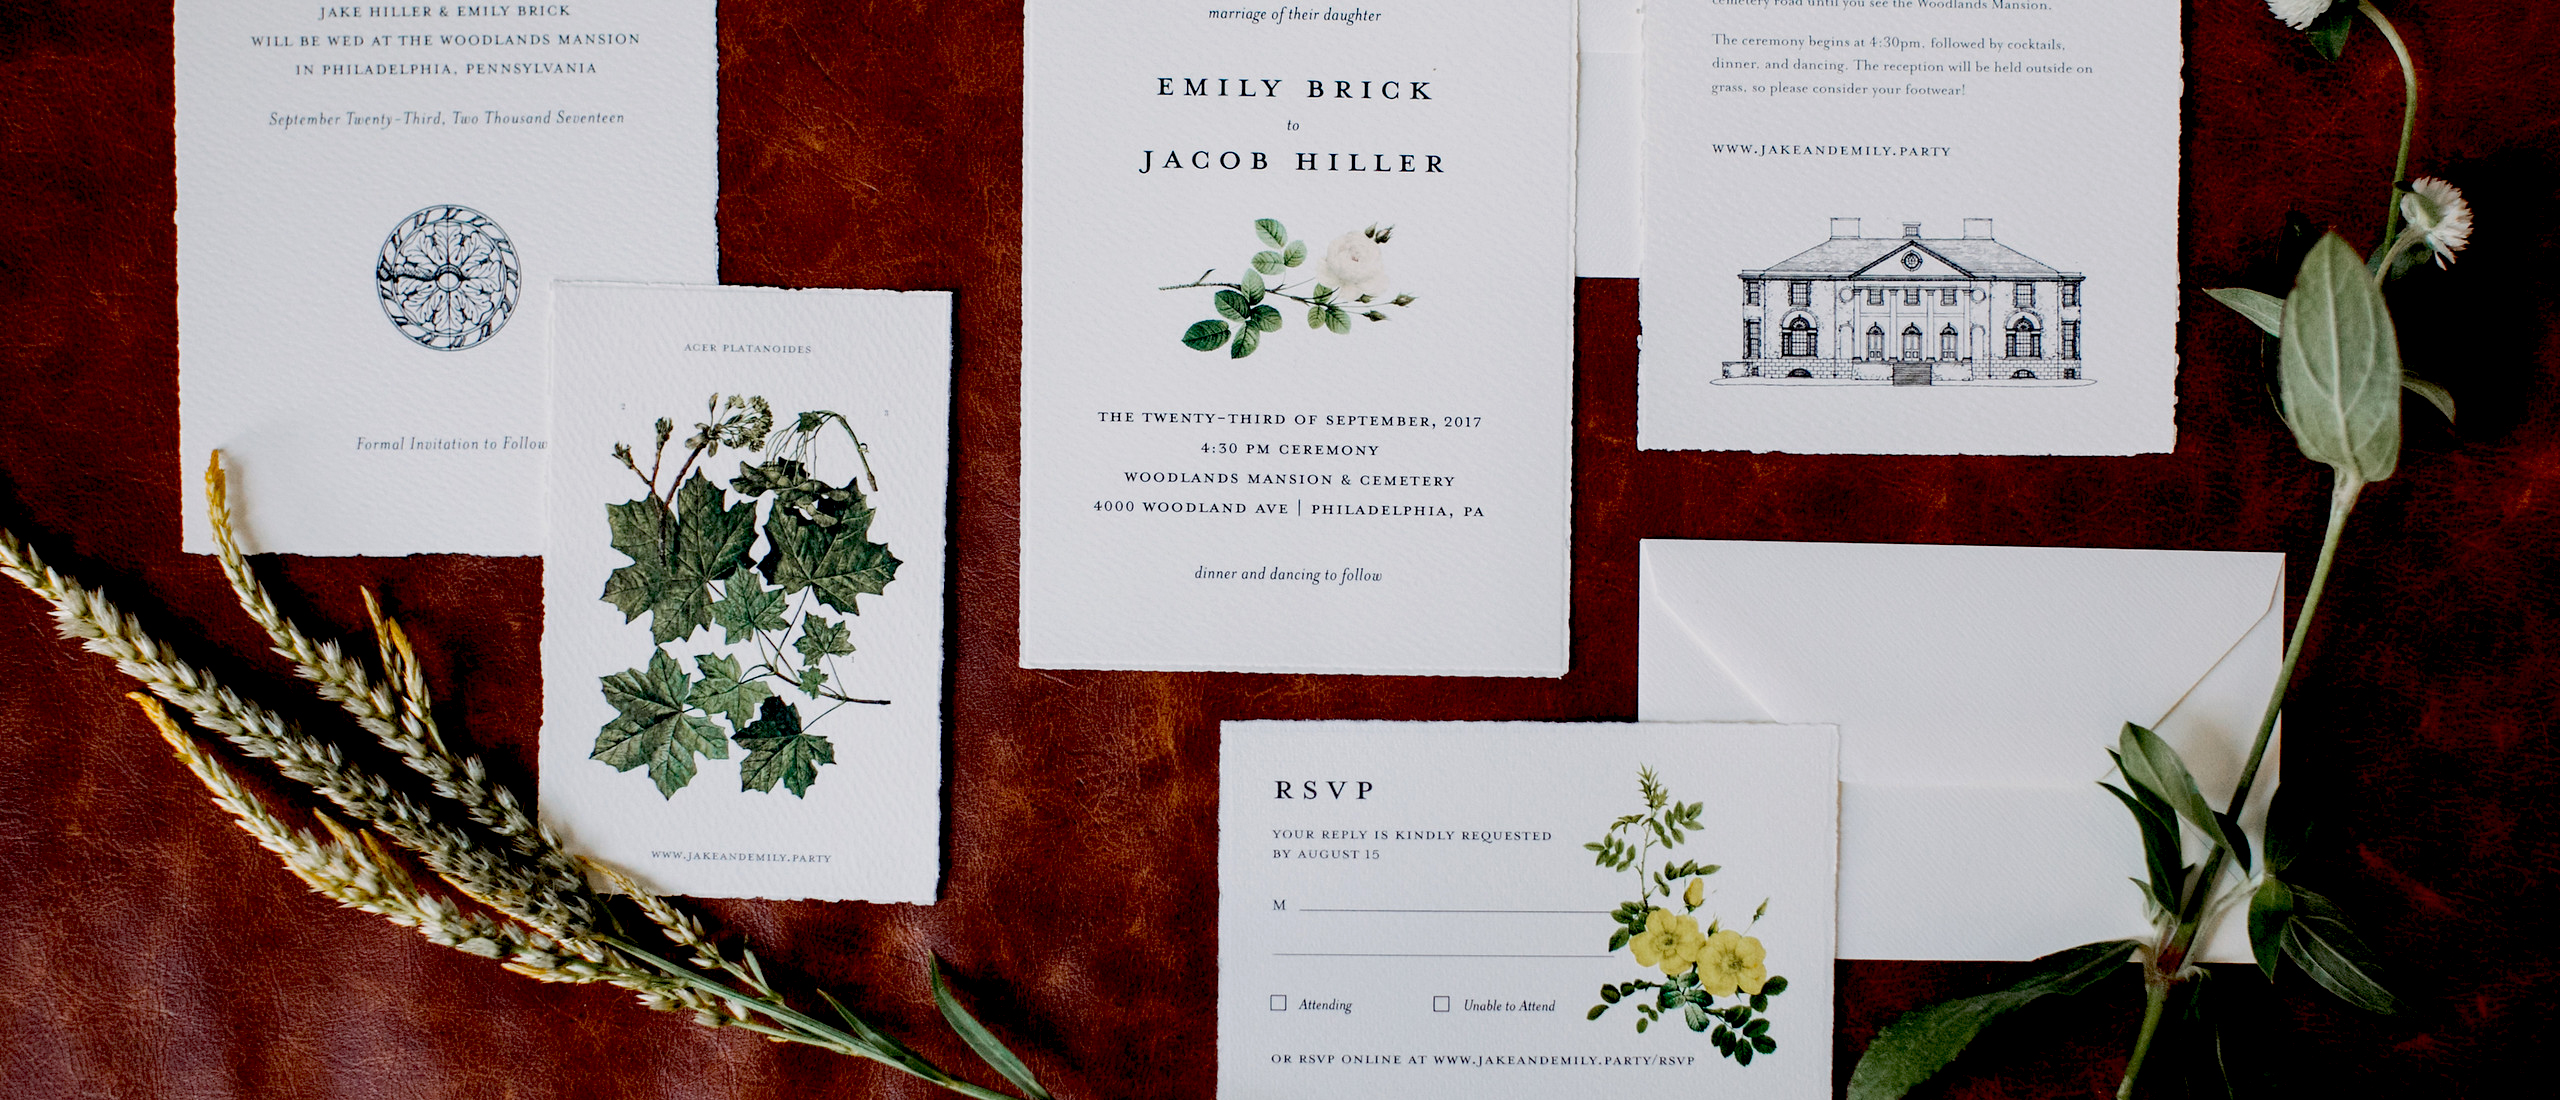 JAKE HILLER & EMILY BRICK
WILL BE WED AT THE WOODLANDS MANSION
IN PHILADELPHIA, PENNSYLVANIA
September Twenty-Third, Two Thousand Seventeen
Formal Invitation to Follow
ACER PLATANOIDES
2
3
WWW.JAKEANDEMILY.PARTY
marriage of their daughter
EMILY BRICK
to
JACOB HILLER
THE TWENTY-THIRD OF SEPTEMBER, 2017
4:30 PM CEREMONY
WOODLANDS MANSION & CEMETERY
4000 WOODLAND AVE | PHILADELPHIA, PA
dinner and dancing to follow
cemetery road until you see the Woodlands Mansion.
The ceremony begins at 4:30pm, followed by cocktails,
dinner, and dancing. The reception will be held outside on
grass, so please consider your footwear!
WWW.JAKEANDEMILY.PARTY
RSVP
YOUR REPLY IS KINDLY REQUESTED
BY AUGUST 15
M
Attending
Unable to Attend
OR RSVP ONLINE AT WWW.JAKEANDEMILY.PARTY/RSVP